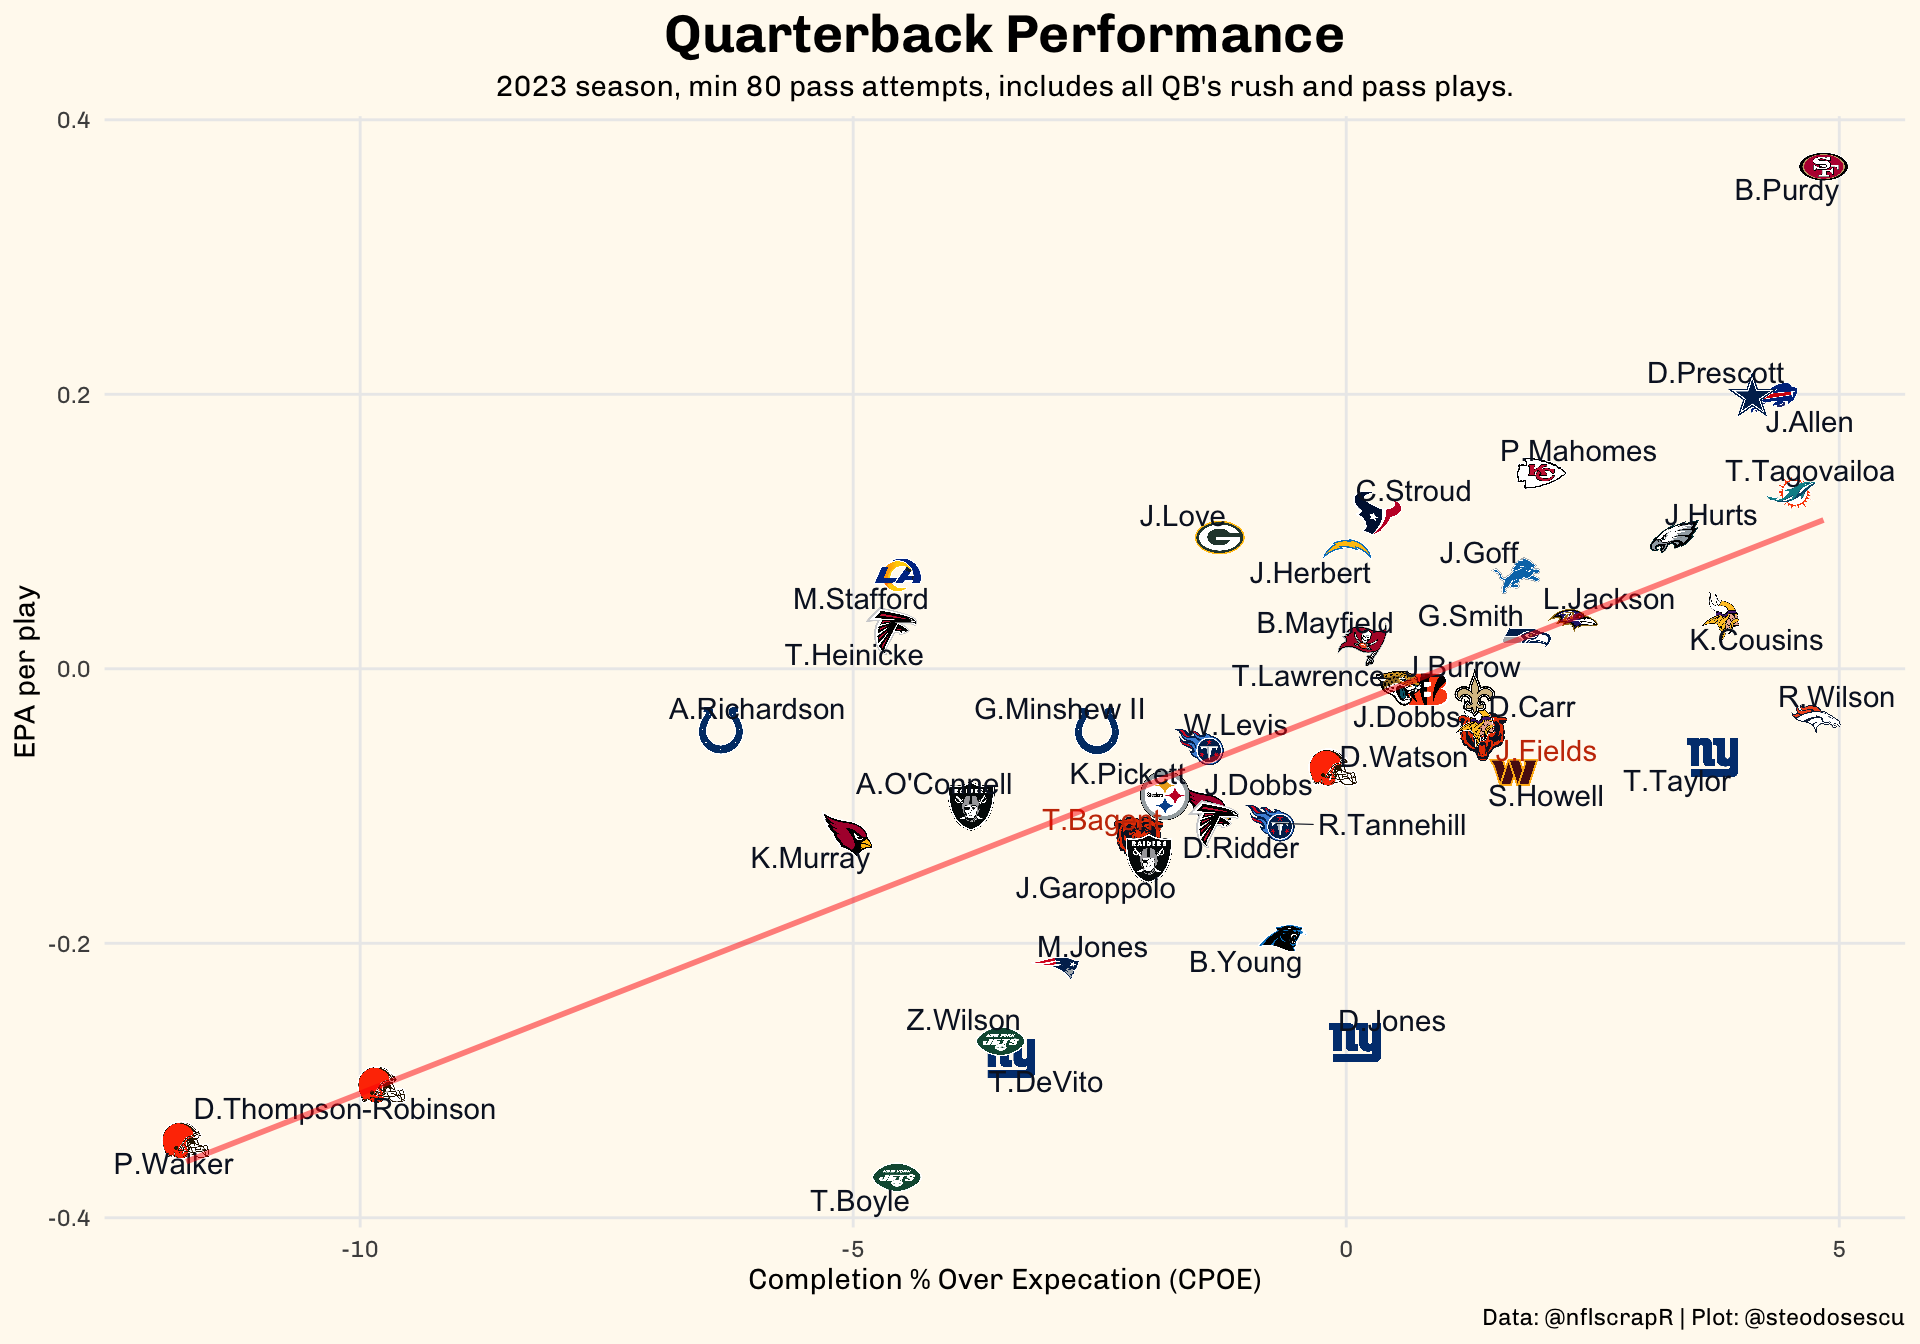 Quarterback Performance
2023 season, min 80 pass attempts, includes all QB's rush and pass plays.
0.4
B.Purdy
0.2
D.Prescott
J.Allen
P.Mahomes
T.Tagovailoa
C.Stroud
J.Love
J.Hurts
J.Goff
J.Herbert
M.Stafford
L.Jackson
G.Smith
B.Mayfield
K.Cousins
T.Heinicke
0.0
J.Burrow
T.Lawrence
R.Wilson
A.Richardson
G.Minshew II
D.Carr
J.Dobbs
W.Levis
J.Fields
D.Watson
K.Pickett
T.Taylor
A.O'Connell
J.Dobbs
S.Howell
T.Bagent
R.Tannehill
D.Ridder
K.Murray
RAIDERS
J.Garoppolo
-0.2
M.Jones
B.Young
Z.Wilson
D.Jones
JETS
ny
T.DeVito
D.Thompson-Robinson
P.Walker
JETS
T.Boyle
-0.4
-10
-5
0
5
EPA per play
Completion % Over Expecation (CPOE)
Data: @nflscrapR | Plot: @steodosescu